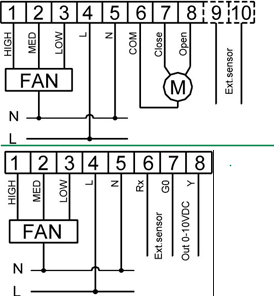 1 2 3 4 5 6 7 8 9 10
HIGH MED LOW L N COM Close Open Ext.sensor
FAN
M
N
L
1 2 3 4 5 6 7 8
HIGH MED LOW L N Rx Ext.sensor G0 Out 0-10VDC Y
FAN
N
L